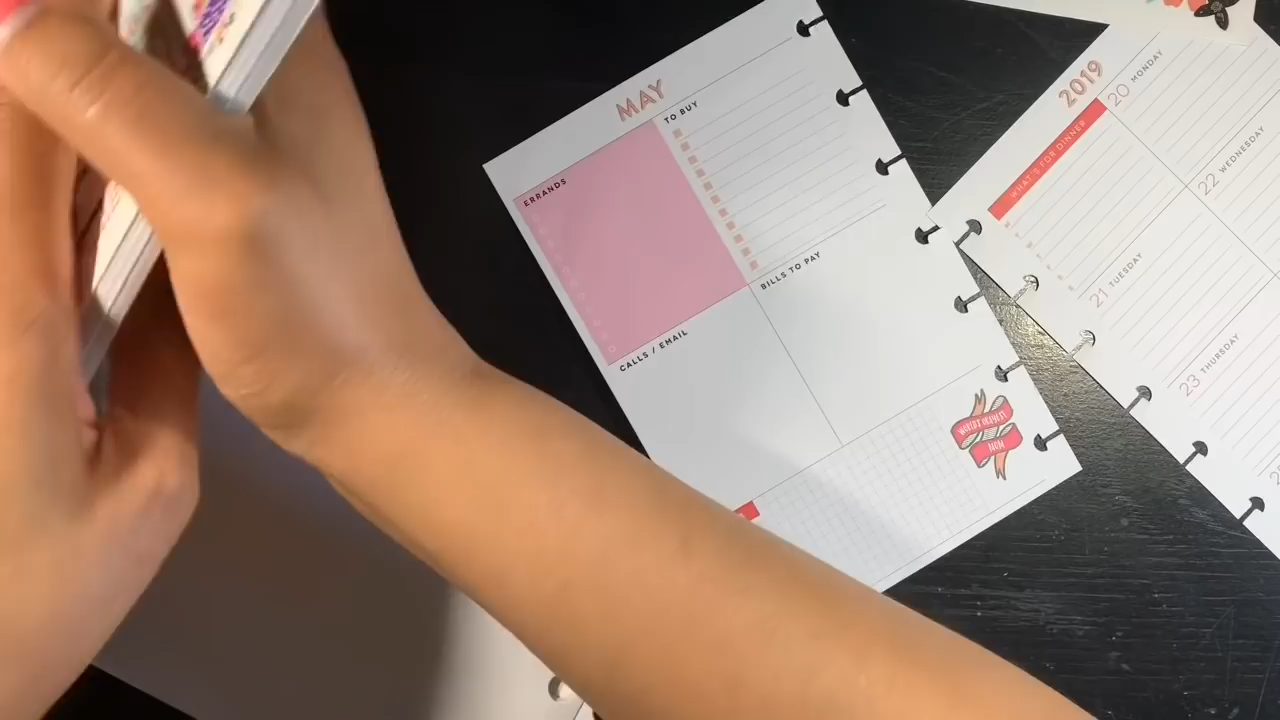 MAY
ERRANDS
TO BUY
CALLS / EMAIL
BILLS TO PAY
MOM
2019
WHAT'S FOR DINNER
20 MONDAY
21 TUESDAY
22 WEDNESDAY
23 THURSDAY